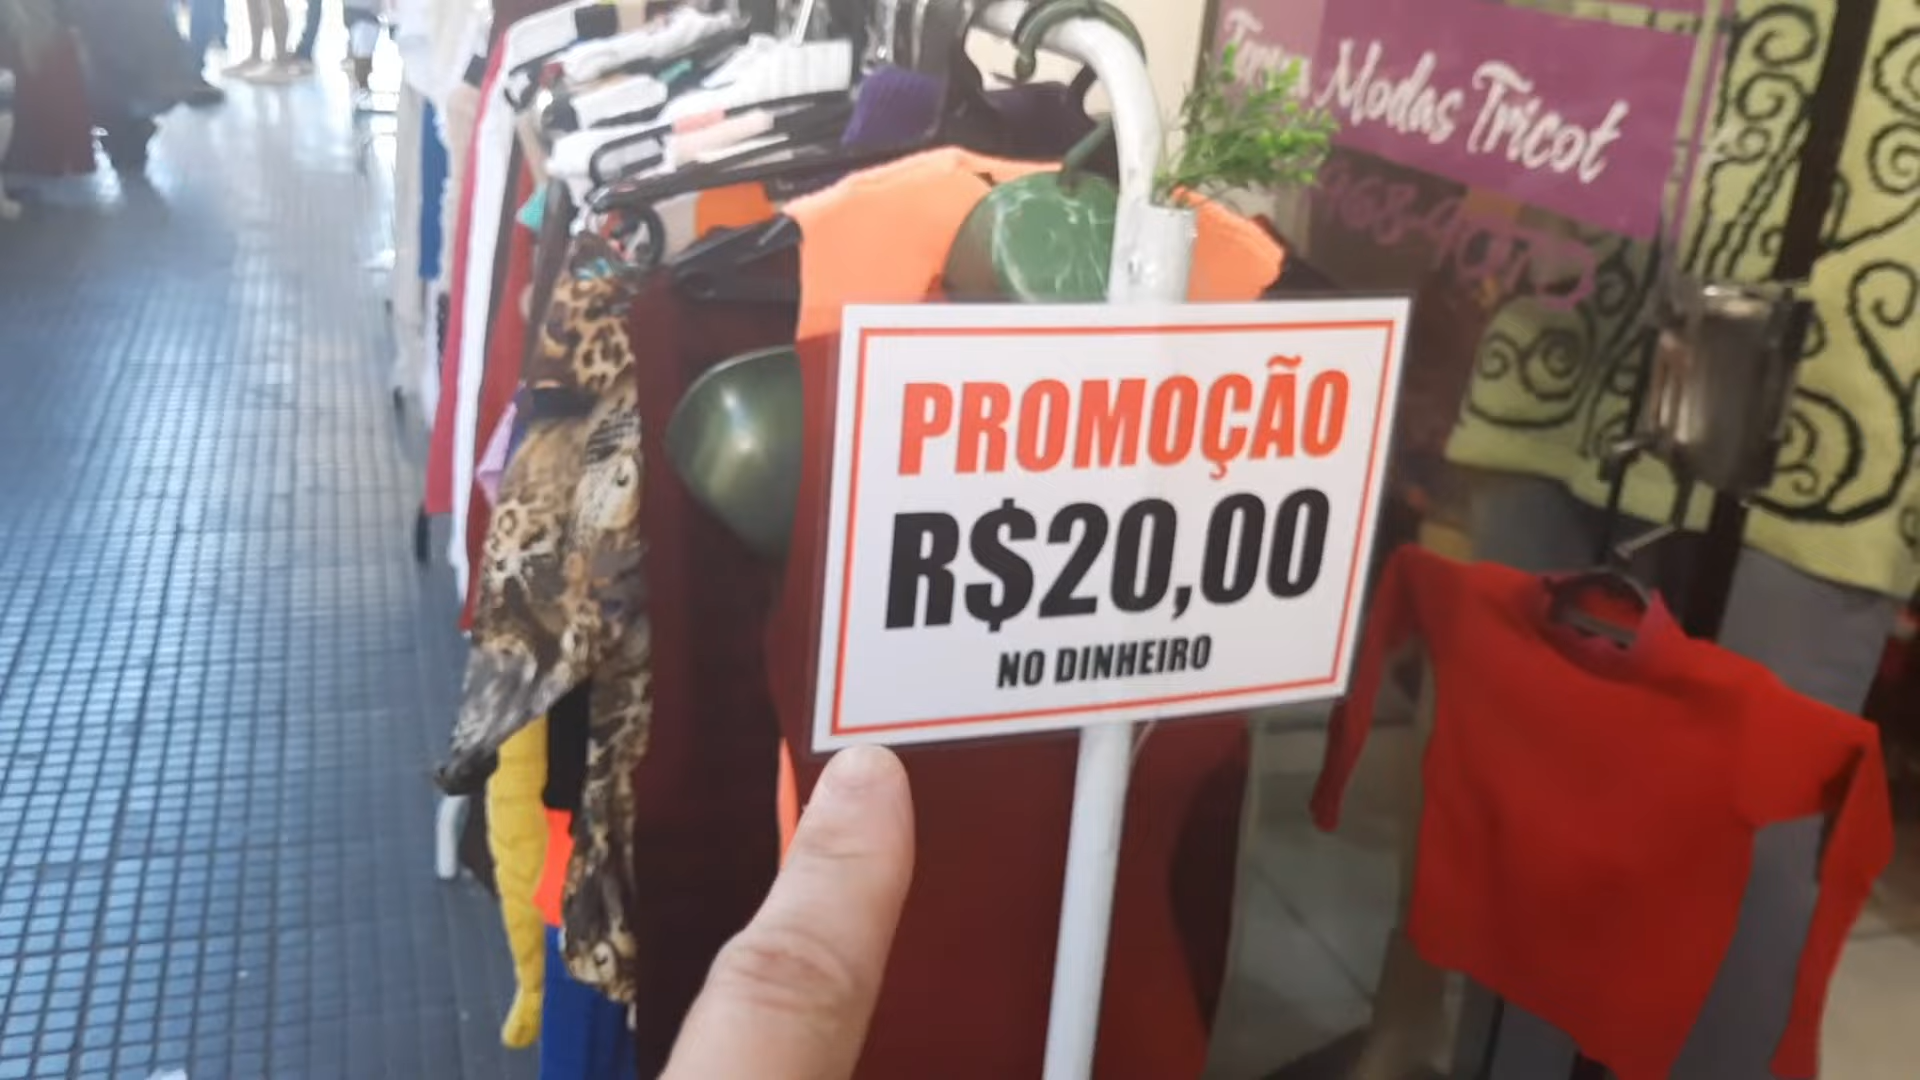 Modas Tricot
PROMOÇÃO
R$20,00
NO DINHEIRO